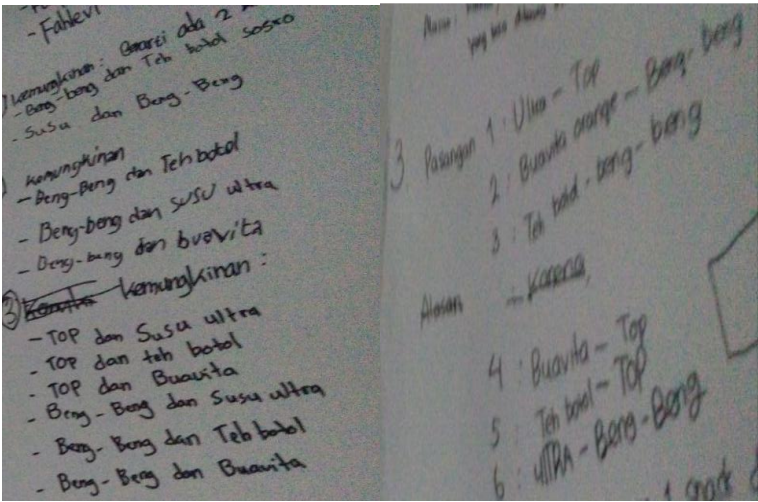 - Fahlevi
kemungkinan: ada 2
- Beng-beng dan Teh botol sosro
- Susu dan Beng-Beng
kemungkinan
- Beng-Beng dan Teh botol
- Beng-beng dan susu ultra
- Beng-beng dan buavita
3 kemungkinan :
- TOP dan Susu ultra
- TOP dan teh botol
- TOP dan Buavita
- Beng-Beng dan Susu ultra
- Beng-Beng dan Teh botol
- Beng-Beng dan Buavita
yang bisa
3. Pasangan 1 : Ultra - Top
2 : Buavita orange - Beng-beng
3 : Teh botol - beng-beng
Alasan : Karena,
4 : Buavita - Top
5 : Teh botol - TOP
6 : ULTRA - Beng-Beng
1 snack